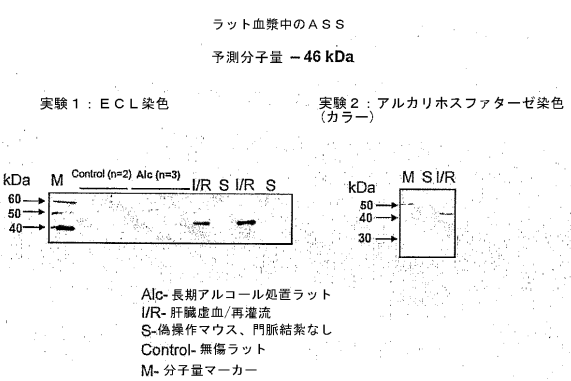 ラット血漿中のＡＳＳ
予測分子量 ～46 kDa
実験１：ＥＣＬ染色
実験２：アルカリホスファターゼ染色
（カラー）
kDa M Control (n=2) Alc (n=3) I/R S I/R S
60
50
40
kDa M S I/R
50
40
30
Alc- 長期アルコール処置ラット
I/R- 肝臓虚血/再灌流
S-偽操作マウス、門脈結紮なし
Control- 無傷ラット
M- 分子量マーカー